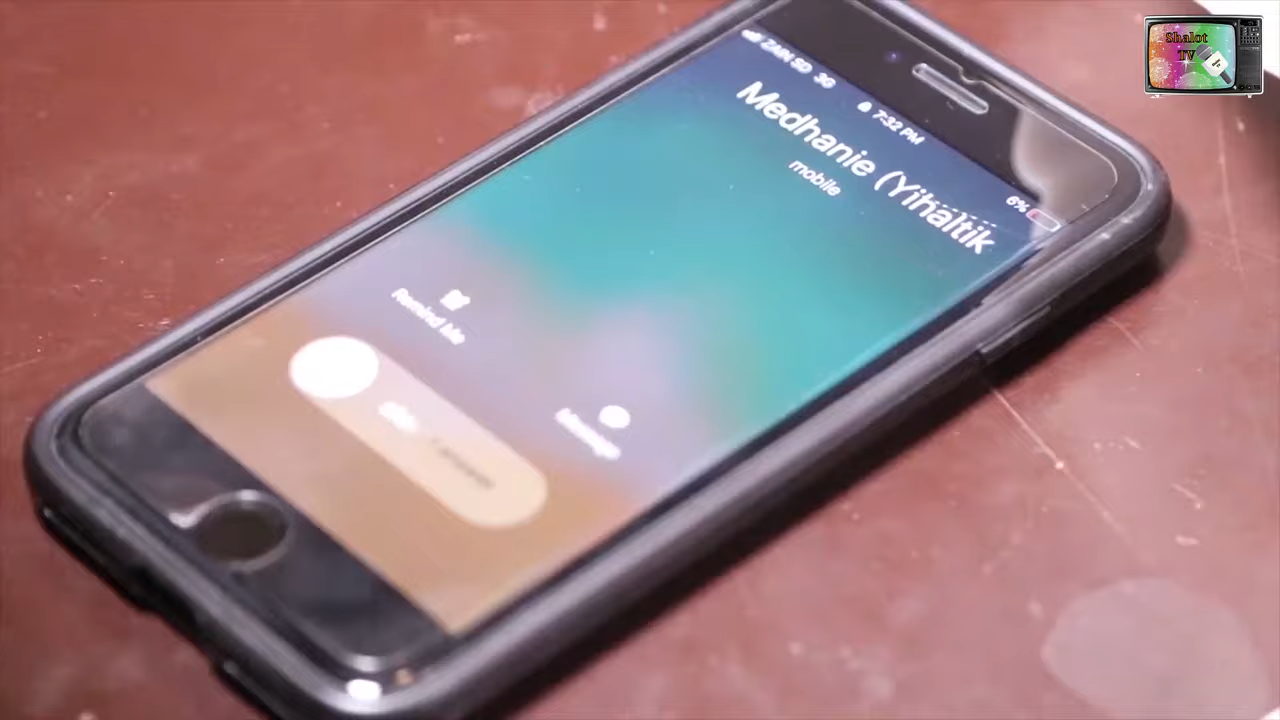 Shalot
TV
ZAIN SD 3G
7:32 PM
6%
Medhanie (Yihaltik
mobile
Remind Me
Message